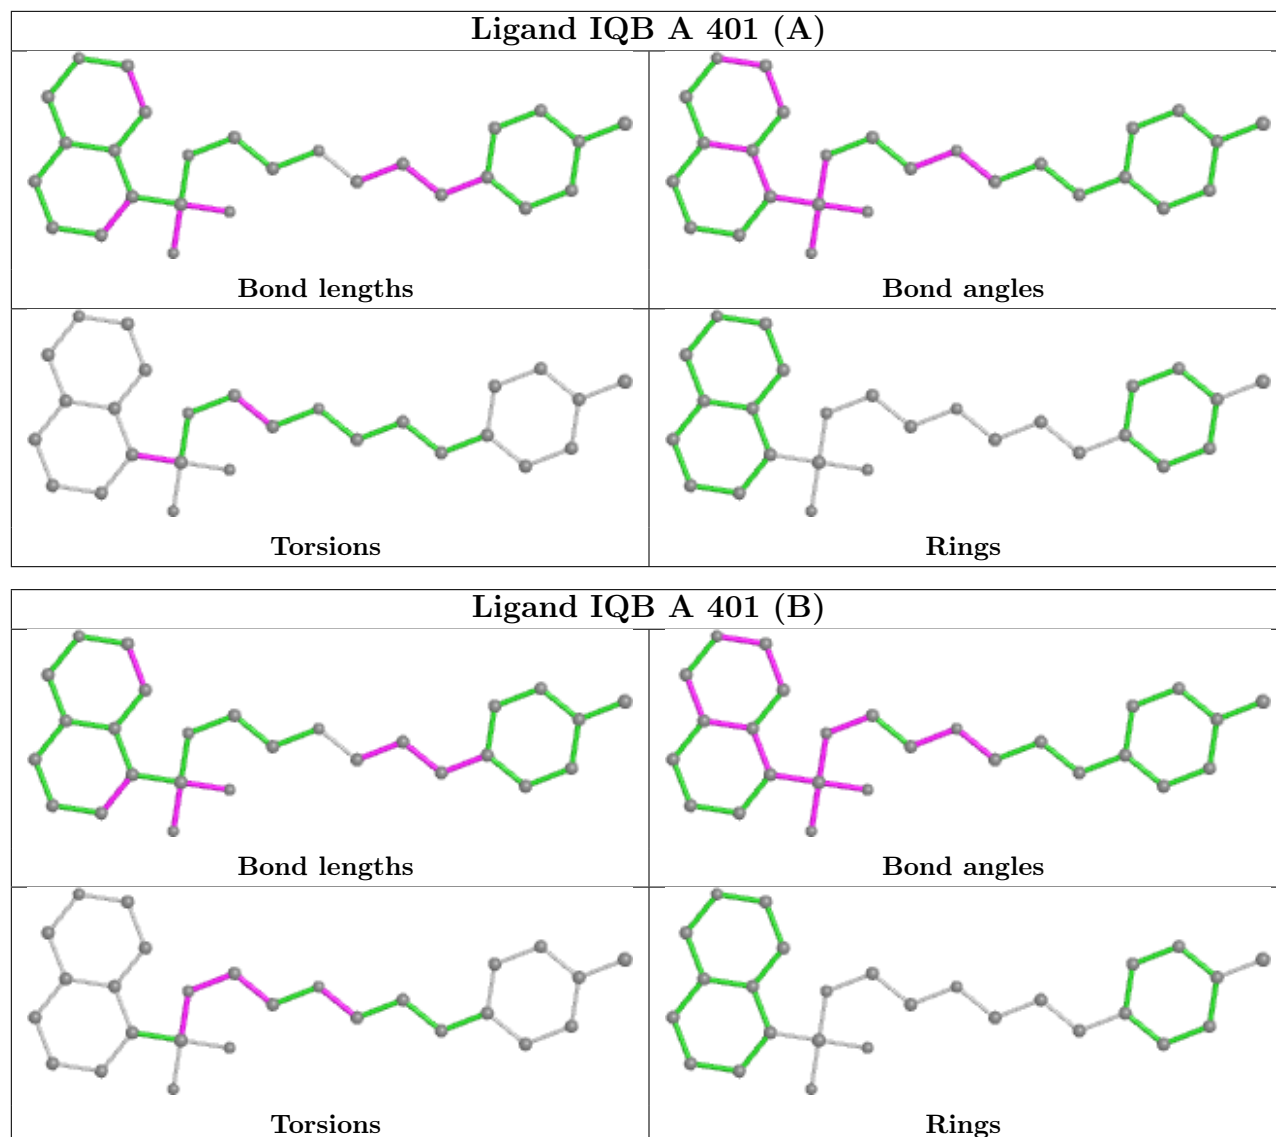 Ligand IQB A 401 (A)
Bond lengths
Bond angles
Torsions
Rings
Ligand IQB A 401 (B)
Bond lengths
Bond angles
Torsions
Rings